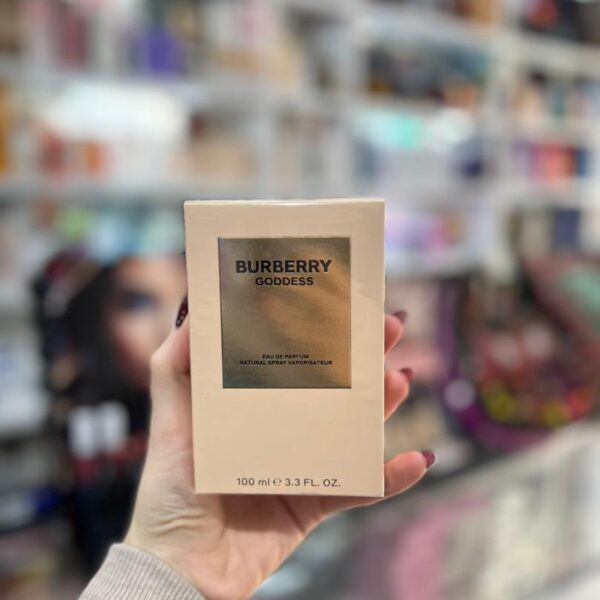 BURBERRY
GODDESS
EAU DE PARFUM
NATURAL SPRAY VAPORISATEUR
100 ml ℮ 3.3 FL. OZ.